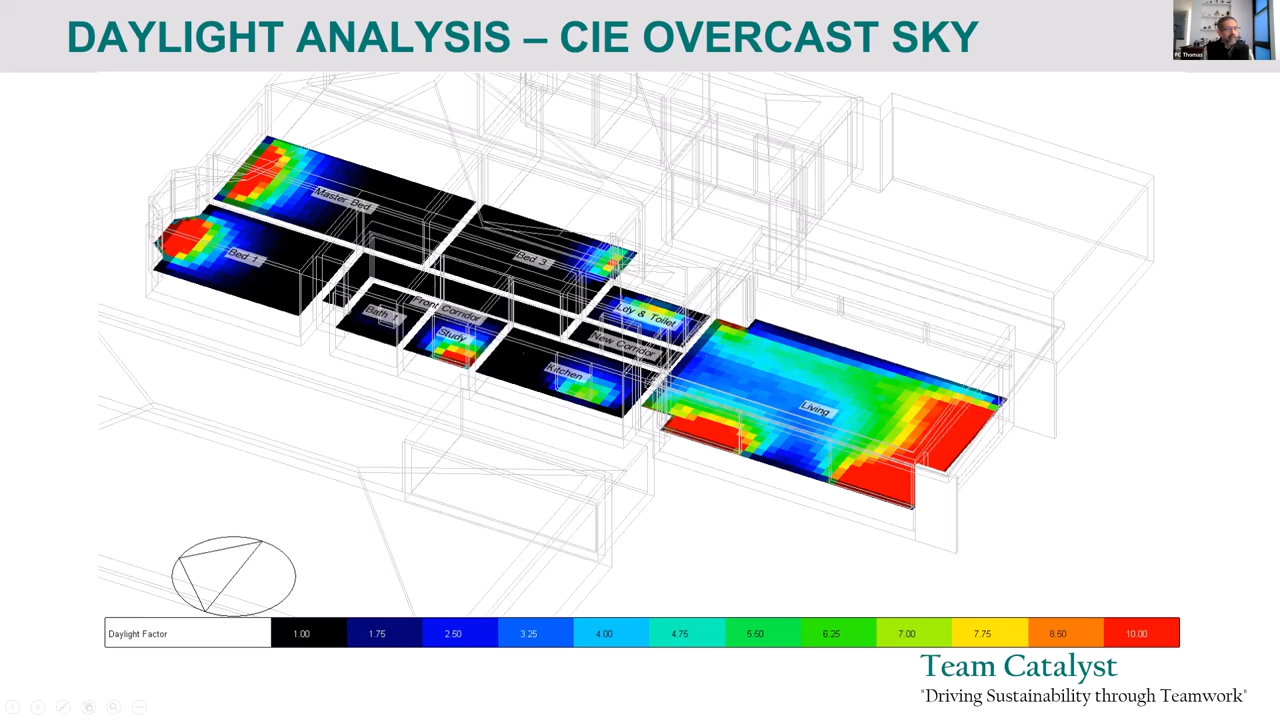 DAYLIGHT ANALYSIS – CIE OVERCAST SKY
PC Thomas
Master Bed
Bed 1
Bed 3
Bath 1
Front Corridor
Study
Ldy & Toilet
New Corridor
Kitchen
Living
Daylight Factor 1.00 1.75 2.50 3.25 4.00 4.75 5.50 6.25 7.00 7.75 8.50 10.00
Team Catalyst
"Driving Sustainability through Teamwork"